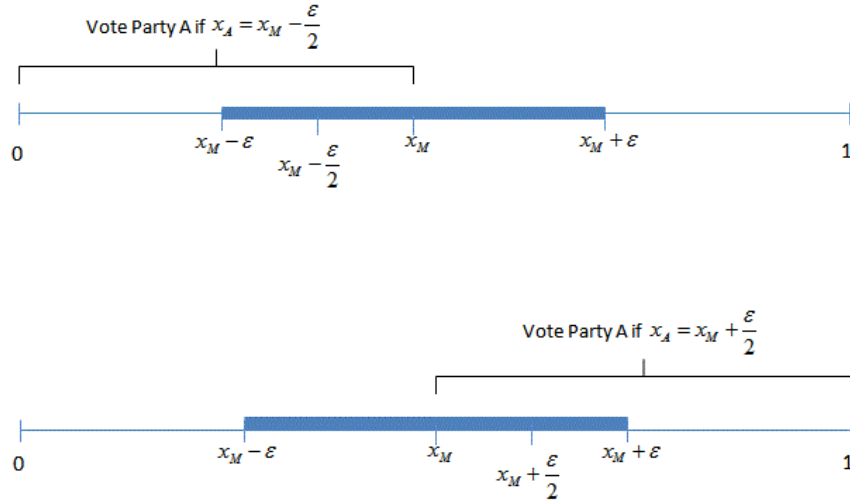 Vote Party A if x_A = x_M − ε/2
0 x_M − ε x_M − ε/2 x_M x_M + ε 1
Vote Party A if x_A = x_M + ε/2
0 x_M − ε x_M x_M + ε/2 x_M + ε 1